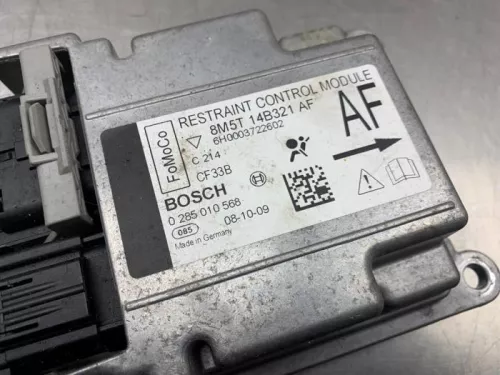 RESTRAINT CONTROL MODULE
8M5T 14B321 AF
6H0003722602
AF
FoMoCo
C 214
CF33B
BOSCH
0 285 010 568
085
08-10-09
Made in Germany